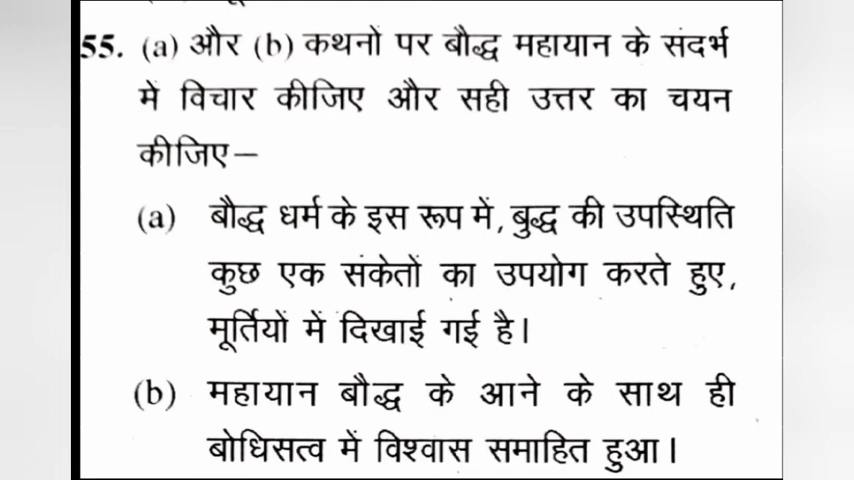 55. (a) और (b) कथनों पर बौद्ध महायान के संदर्भ
में विचार कीजिए और सही उत्तर का चयन
कीजिए—
(a) बौद्ध धर्म के इस रूप में, बुद्ध की उपस्थिति
कुछ एक संकेतों का उपयोग करते हुए,
मूर्तियों में दिखाई गई है।
(b) महायान बौद्ध के आने के साथ ही
बोधिसत्व में विश्वास समाहित हुआ।